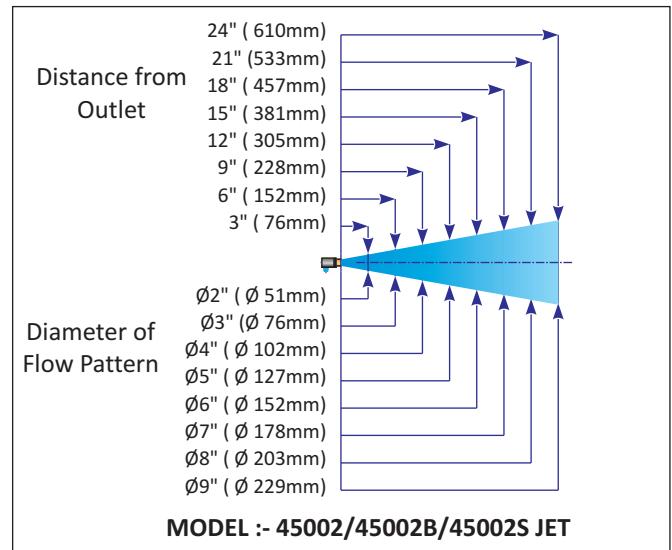 24" ( 610mm)
21" (533mm)
Distance from
Outlet
18" ( 457mm)
15" ( 381mm)
12" ( 305mm)
9" ( 228mm)
6" ( 152mm)
3" ( 76mm)
Ø2" ( Ø 51mm)
Ø3" (Ø 76mm)
Diameter of
Flow Pattern
Ø4" ( Ø 102mm)
Ø5" ( Ø 127mm)
Ø6" ( Ø 152mm)
Ø7" ( Ø 178mm)
Ø8" ( Ø 203mm)
Ø9" ( Ø 229mm)
MODEL :- 45002/45002B/45002S JET